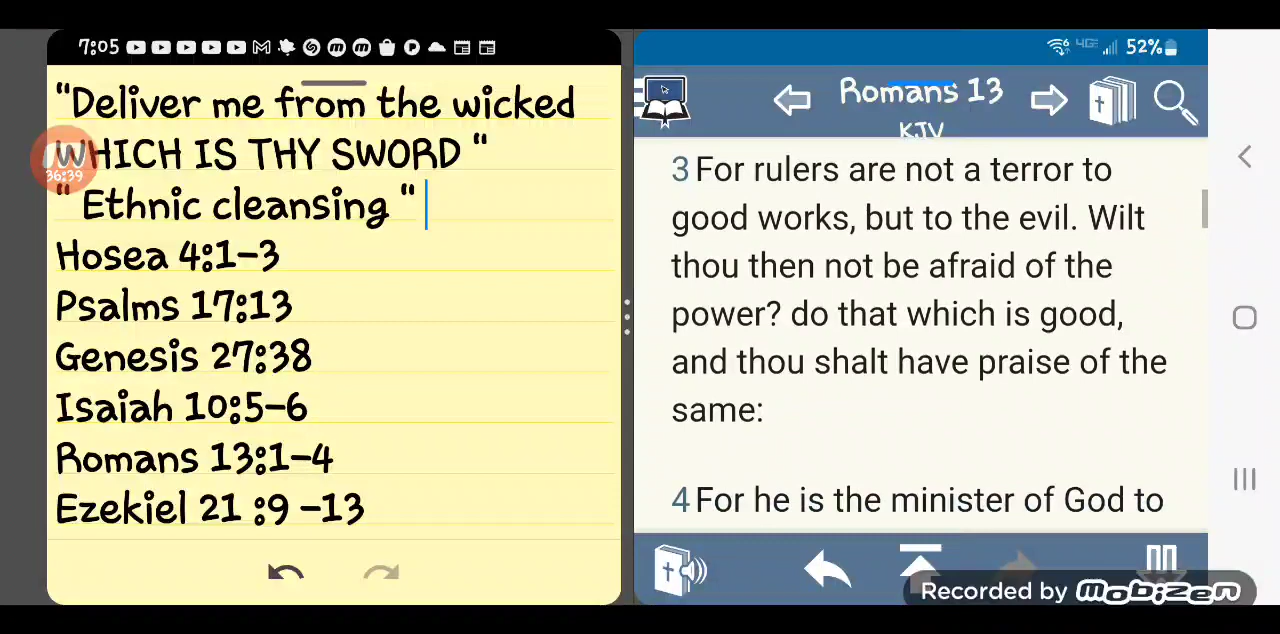 7:05
52%
"Deliver me from the wicked
WHICH IS THY SWORD "
36:39
" Ethnic cleansing "
Hosea 4:1-3
Psalms 17:13
Genesis 27:38
Isaiah 10:5-6
Romans 13:1-4
Ezekiel 21 :9 -13
Romans 13
KJV
3 For rulers are not a terror to
good works, but to the evil. Wilt
thou then not be afraid of the
power? do that which is good,
and thou shalt have praise of the
same:
4 For he is the minister of God to
Recorded by mobizen